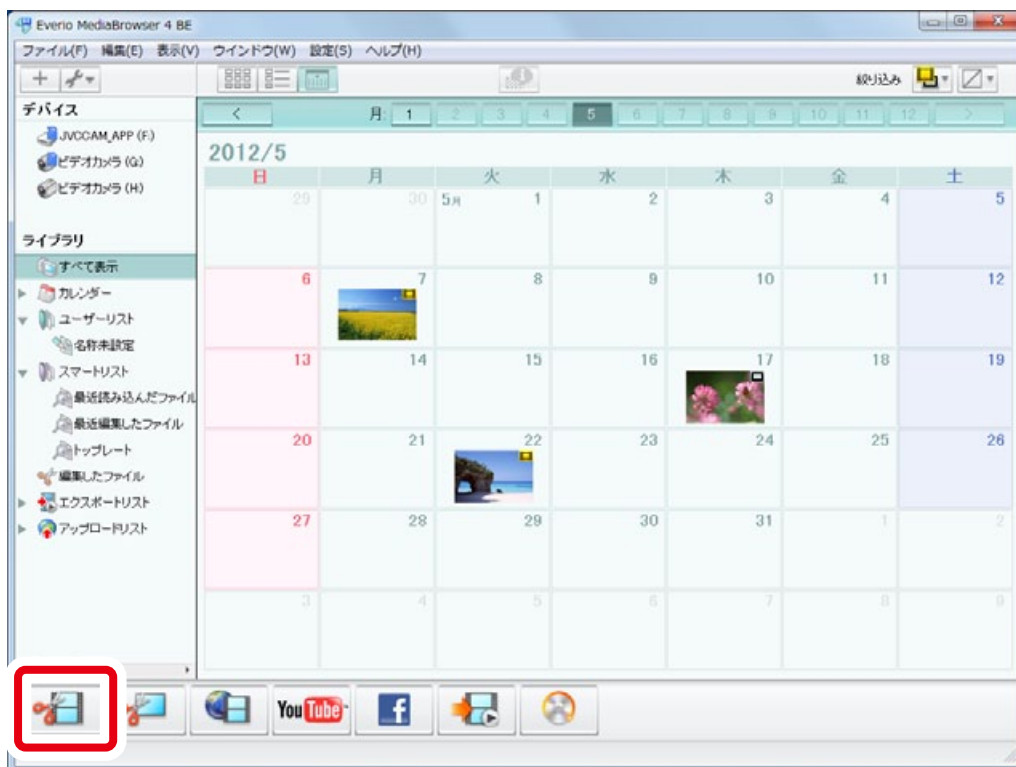 Everio MediaBrowser 4 BE
ファイル(F) 編集(E) 表示(V) ウインドウ(W) 設定(S) ヘルプ(H)
絞り込み
デバイス
JVCCAM_APP (F:)
ビデオカメラ (G:)
ビデオカメラ (H:)
ライブラリ
すべて表示
カレンダー
ユーザーリスト
名称未設定
スマートリスト
最近読み込んだファイル
最近編集したファイル
トップレート
編集したファイル
エクスポートリスト
アップロードリスト
< 月: 1 2 3 4 5 6 7 8 9 10 11 12 >
2012/5
日 月 火 水 木 金 土
29 30 5月 1 2 3 4 5
6 7 8 9 10 11 12
13 14 15 16 17 18 19
20 21 22 23 24 25 26
27 28 29 30 31 1 2
3 4 5 6 7 8 9
You Tube
f